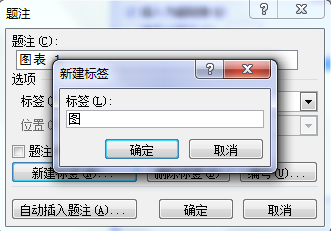 题注
题注(C):
图表 1
选项
新建标签
标签(L):
标签(L):
图
位置(
确定
取消
题注
新建标签(N)...
删除标签(D)
编号(U)...
自动插入题注(A)...
确定
取消